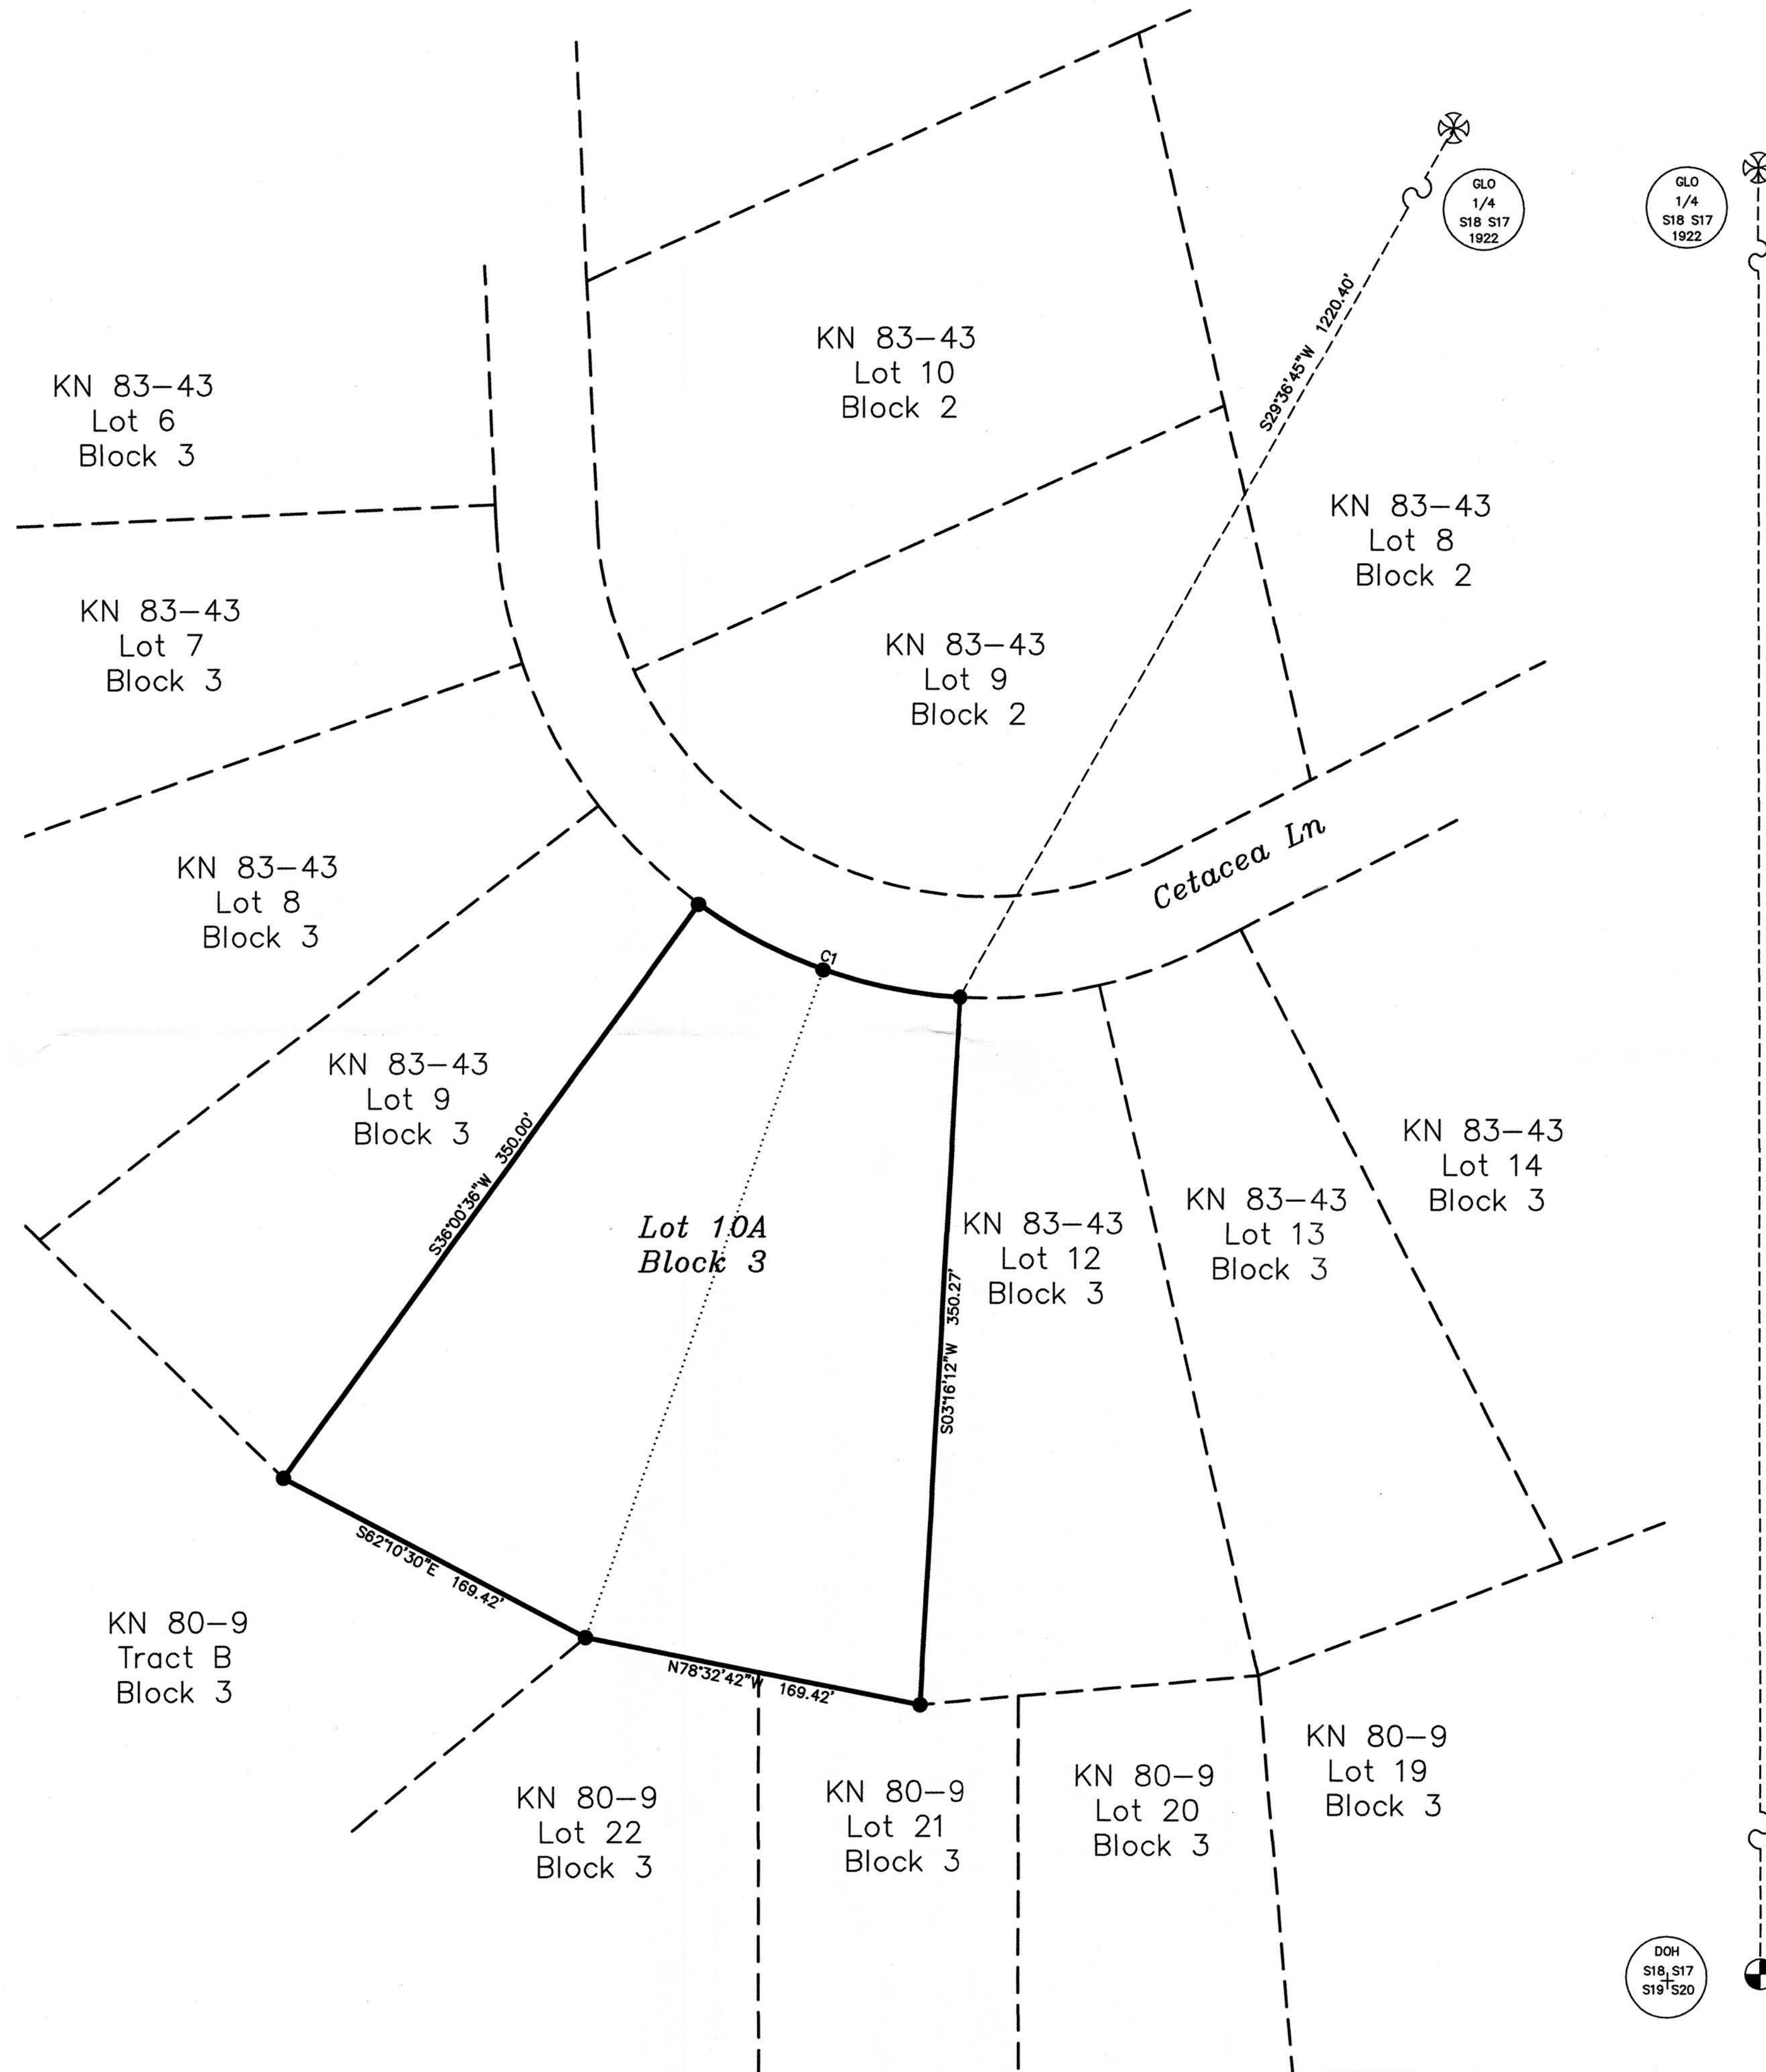 GLO
1/4
S18 S17
1922
GLO
1/4
S18 S17
1922
S29°36'45"W 1220.40'
KN 83-43
Lot 10
Block 2
KN 83-43
Lot 6
Block 3
KN 83-43
Lot 8
Block 2
KN 83-43
Lot 7
Block 3
KN 83-43
Lot 9
Block 2
Cetacea Ln
KN 83-43
Lot 8
Block 3
C1
KN 83-43
Lot 9
Block 3
S36°00'36"W 350.00'
Lot 10A
Block 3
S03°16'12"W 350.27'
KN 83-43
Lot 12
Block 3
KN 83-43
Lot 13
Block 3
KN 83-43
Lot 14
Block 3
S62°10'30"E 169.42'
N78°32'42"W 169.42'
KN 80-9
Tract B
Block 3
KN 80-9
Lot 22
Block 3
KN 80-9
Lot 21
Block 3
KN 80-9
Lot 20
Block 3
KN 80-9
Lot 19
Block 3
DOH
S18 S17
S19 S20